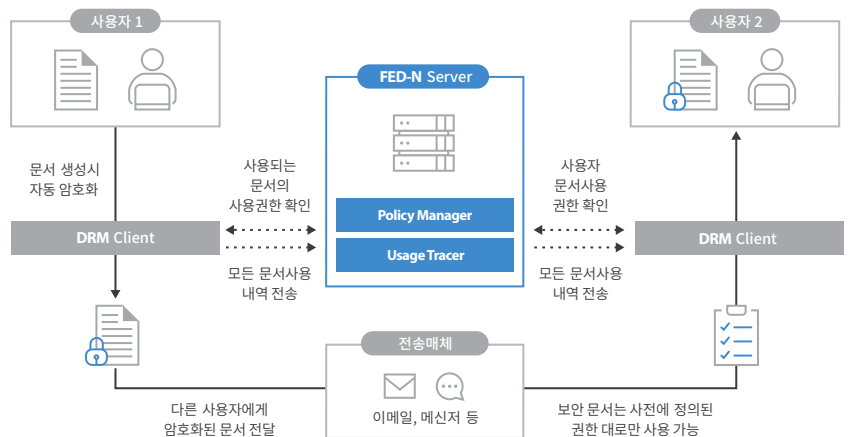 사용자 1
사용자 2
FED-N Server
문서 생성시
자동 암호화
사용되는
문서의
사용권한 확인
사용자
문서사용
권한 확인
Policy Manager
DRM Client
DRM Client
Usage Tracer
모든 문서사용
내역 전송
모든 문서사용
내역 전송
전송매체
이메일, 메신저 등
다른 사용자에게
암호화된 문서 전달
보안 문서는 사전에 정의된
권한 대로만 사용 가능